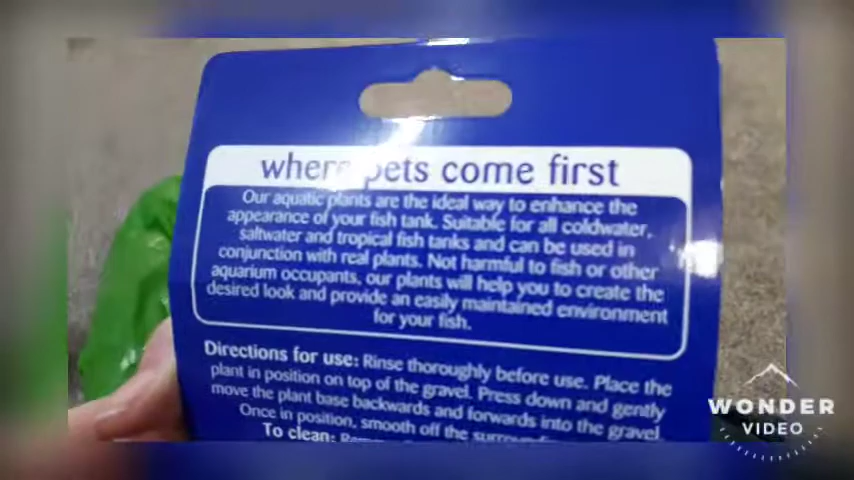 where pets come first
Our aquatic plants are the ideal way to enhance the
appearance of your fish tank. Suitable for all coldwater,
saltwater and tropical fish tanks and can be used in
conjunction with real plants. Not harmful to fish or other
aquarium occupants, our plants will help you to create the
desired look and provide an easily maintained environment
for your fish.
Directions for use: Rinse thoroughly before use. Place the
plant in position on top of the gravel. Press down and gently
move the plant base backwards and forwards into the gravel.
Once in position, smooth off the
To clean:
WONDER
VIDEO